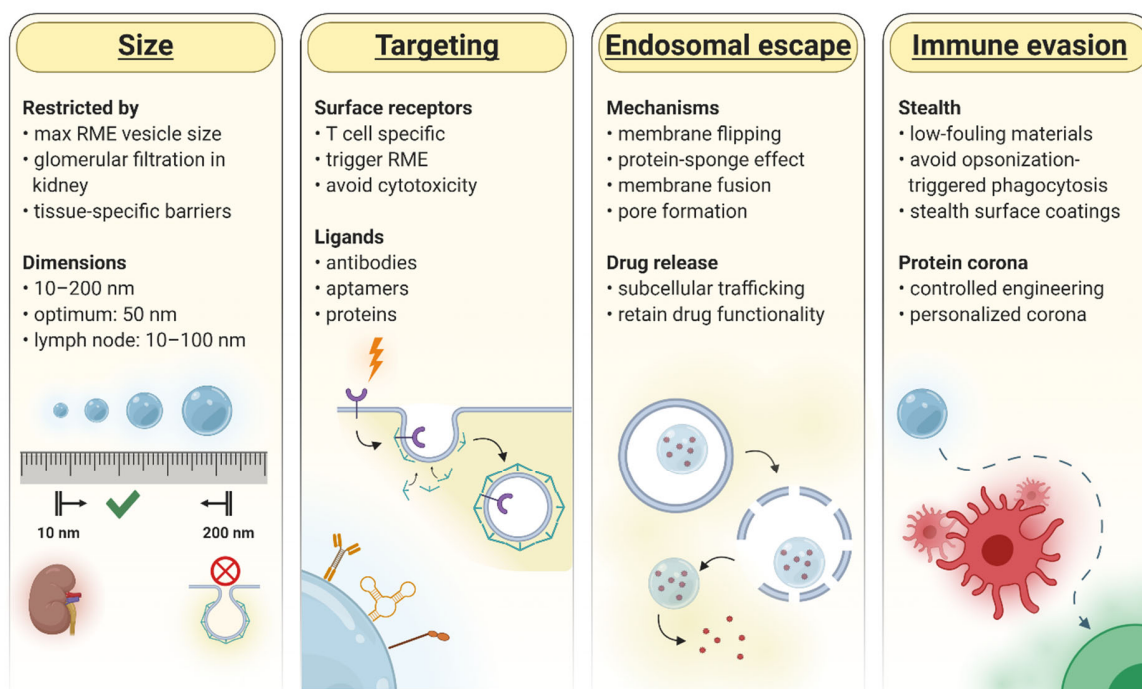 Size
Restricted by
• max RME vesicle size
• glomerular filtration in
kidney
• tissue-specific barriers
Dimensions
• 10–200 nm
• optimum: 50 nm
• lymph node: 10–100 nm
10 nm
200 nm
Targeting
Surface receptors
• T cell specific
• trigger RME
• avoid cytotoxicity
Ligands
• antibodies
• aptamers
• proteins
Endosomal escape
Mechanisms
• membrane flipping
• protein-sponge effect
• membrane fusion
• pore formation
Drug release
• subcellular trafficking
• retain drug functionality
Immune evasion
Stealth
• low-fouling materials
• avoid opsonization-
triggered phagocytosis
• stealth surface coatings
Protein corona
• controlled engineering
• personalized corona